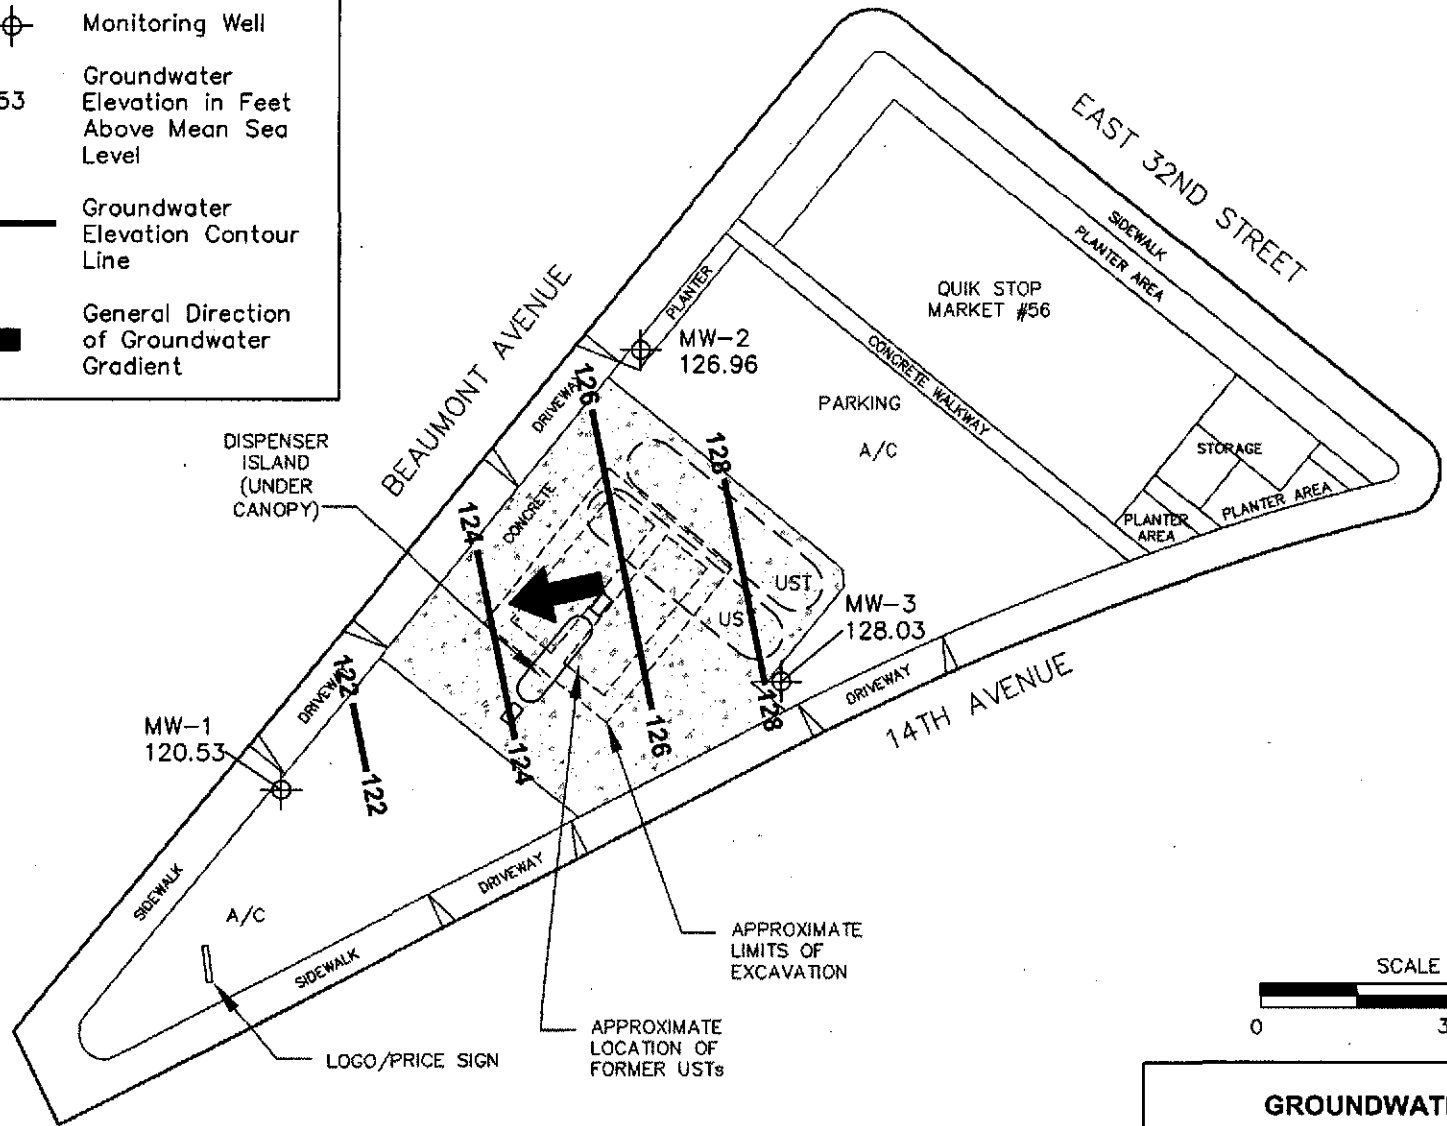 Monitoring Well
53
Groundwater
Elevation in Feet
Above Mean Sea
Level
Groundwater
Elevation Contour
Line
General Direction
of Groundwater
Gradient
EAST 32ND STREET
SIDEWALK
PLANTER AREA
QUIK STOP
MARKET #56
CONCRETE WALKWAY
PLANTER
BEAUMONT AVENUE
MW-2
126.96
PARKING
A/C
STORAGE
PLANTER AREA
PLANTER
AREA
DRIVEWAY
126
128
DISPENSER
ISLAND
(UNDER
CANOPY)
CONCRETE
124
UST
US
MW-3
128.03
DRIVEWAY
14TH AVENUE
128
126
124
DRIVEWAY
122
122
MW-1
120.53
SIDEWALK
A/C
DRIVEWAY
SIDEWALK
APPROXIMATE
LIMITS OF
EXCAVATION
APPROXIMATE
LOCATION OF
FORMER USTs
LOGO/PRICE SIGN
SCALE
0
3
GROUNDWAT